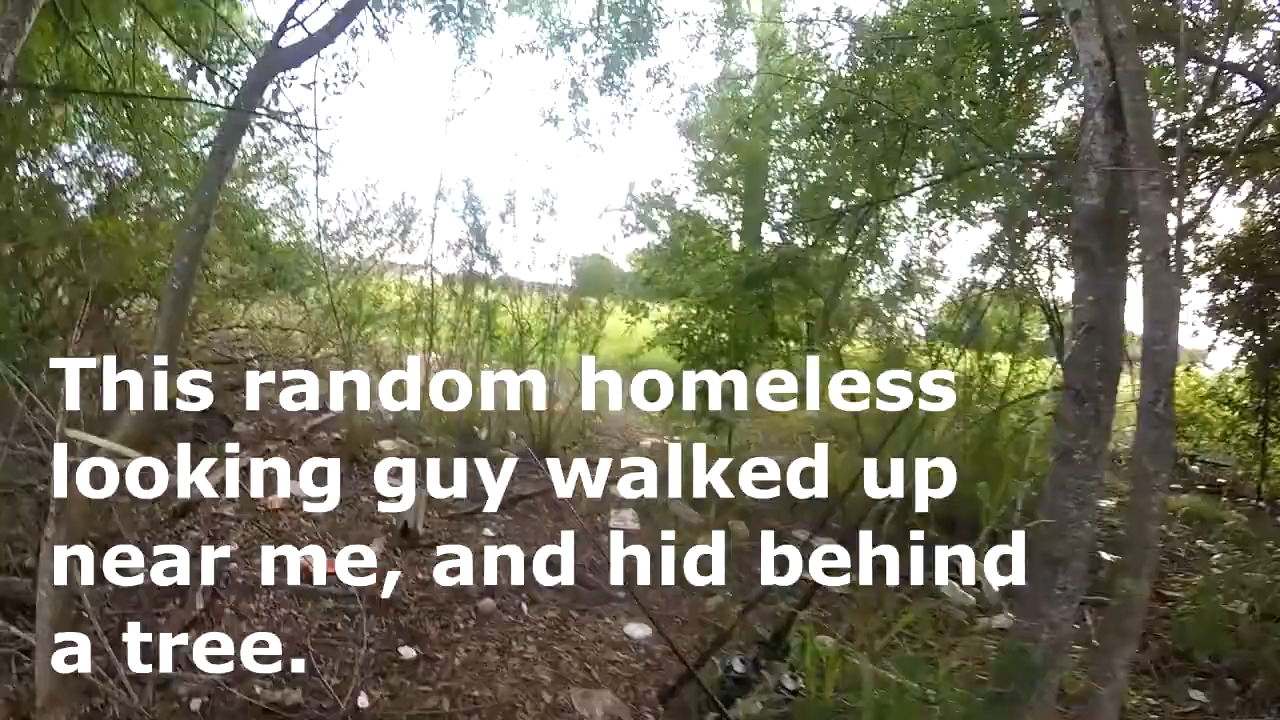 This random homeless
looking guy walked up
near me, and hid behind
a tree.